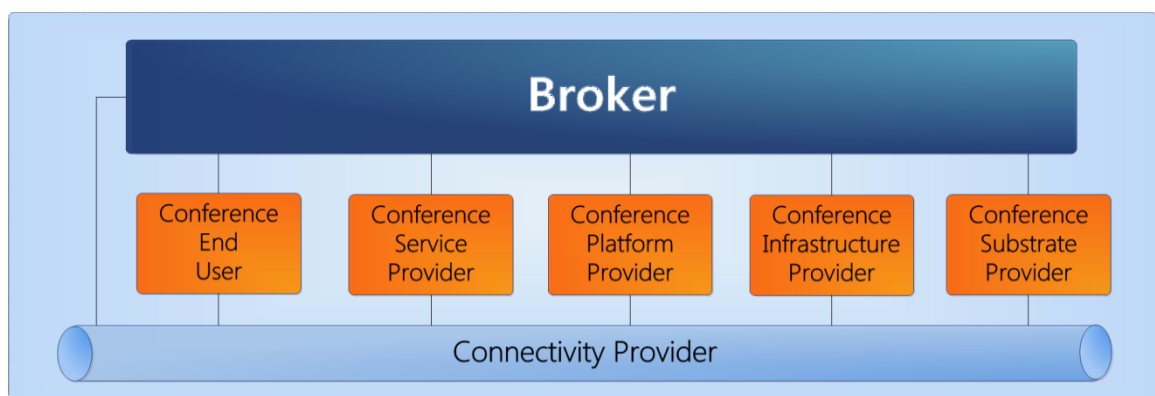 Broker
Conference
End
User
Conference
Service
Provider
Conference
Platform
Provider
Conference
Infrastructure
Provider
Conference
Substrate
Provider
Connectivity Provider